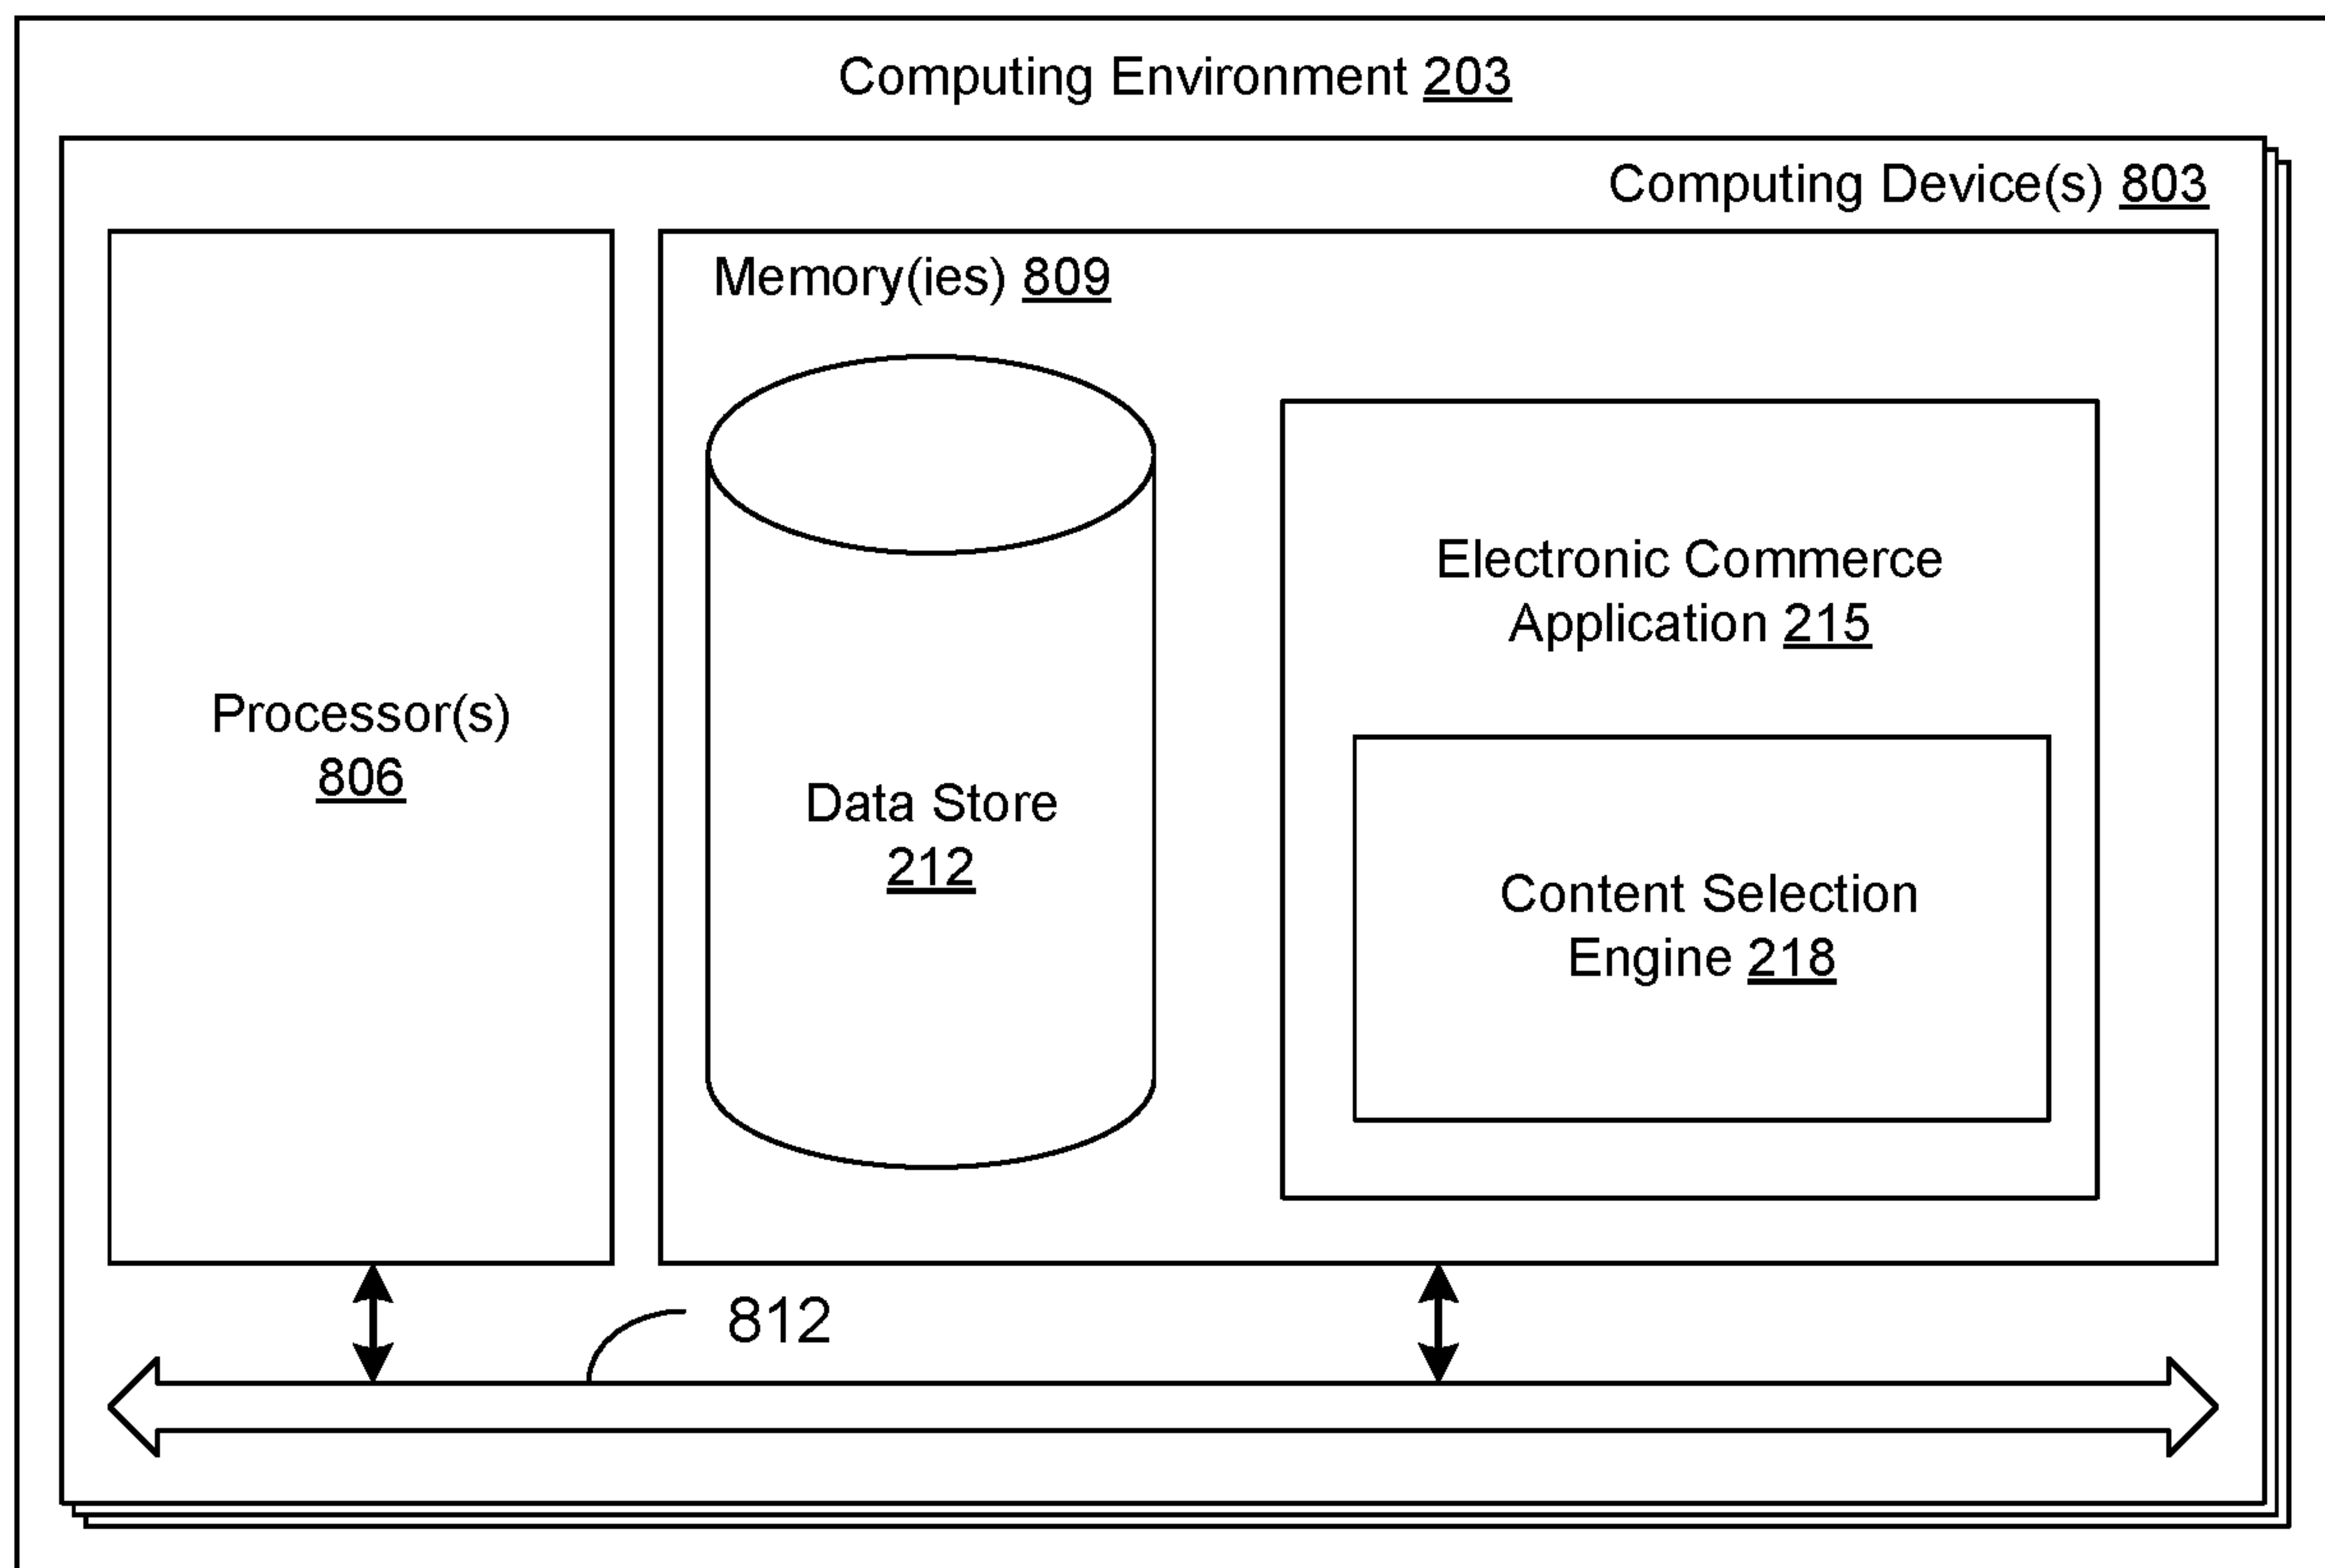 Computing Environment 203
Computing Device(s) 803
Memory(ies) 809
Processor(s)
806
Data Store
212
Electronic Commerce
Application 215
Content Selection
Engine 218
812